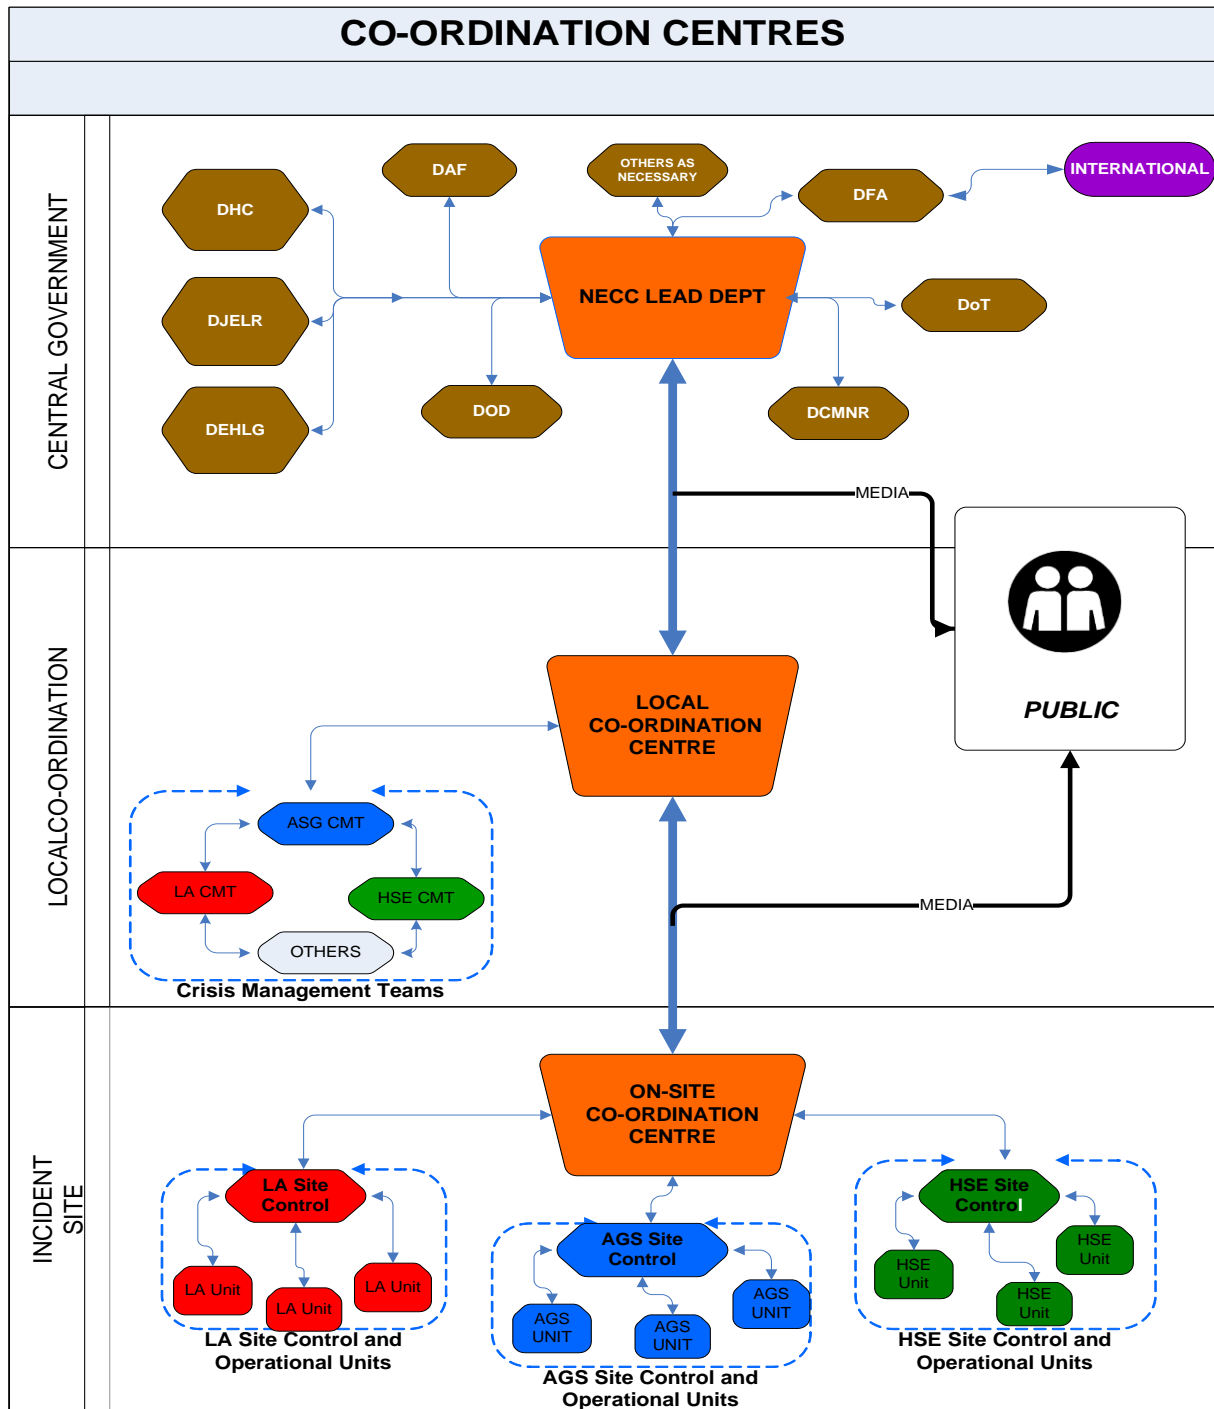 CO-ORDINATION CENTRES
CENTRAL GOVERNMENT
DAF
OTHERS AS
NECESSARY
INTERNATIONAL
DHC
DFA
NECC LEAD DEPT
DoT
DJELR
DOD
DCMNR
DEHLG
MEDIA
LOCALCO-ORDINATION
PUBLIC
LOCAL
CO-ORDINATION
CENTRE
ASG CMT
LA CMT
HSE CMT
OTHERS
Crisis Management Teams
MEDIA
INCIDENT
SITE
ON-SITE
CO-ORDINATION
CENTRE
LA Site
Control
LA Unit
LA Unit
LA Unit
LA Site Control and
Operational Units
AGS Site
Control
AGS
UNIT
AGS
UNIT
AGS
UNIT
AGS Site Control and
Operational Units
HSE Site
Control
HSE
Unit
HSE
Unit
HSE
Unit
HSE Site Control and
Operational Units